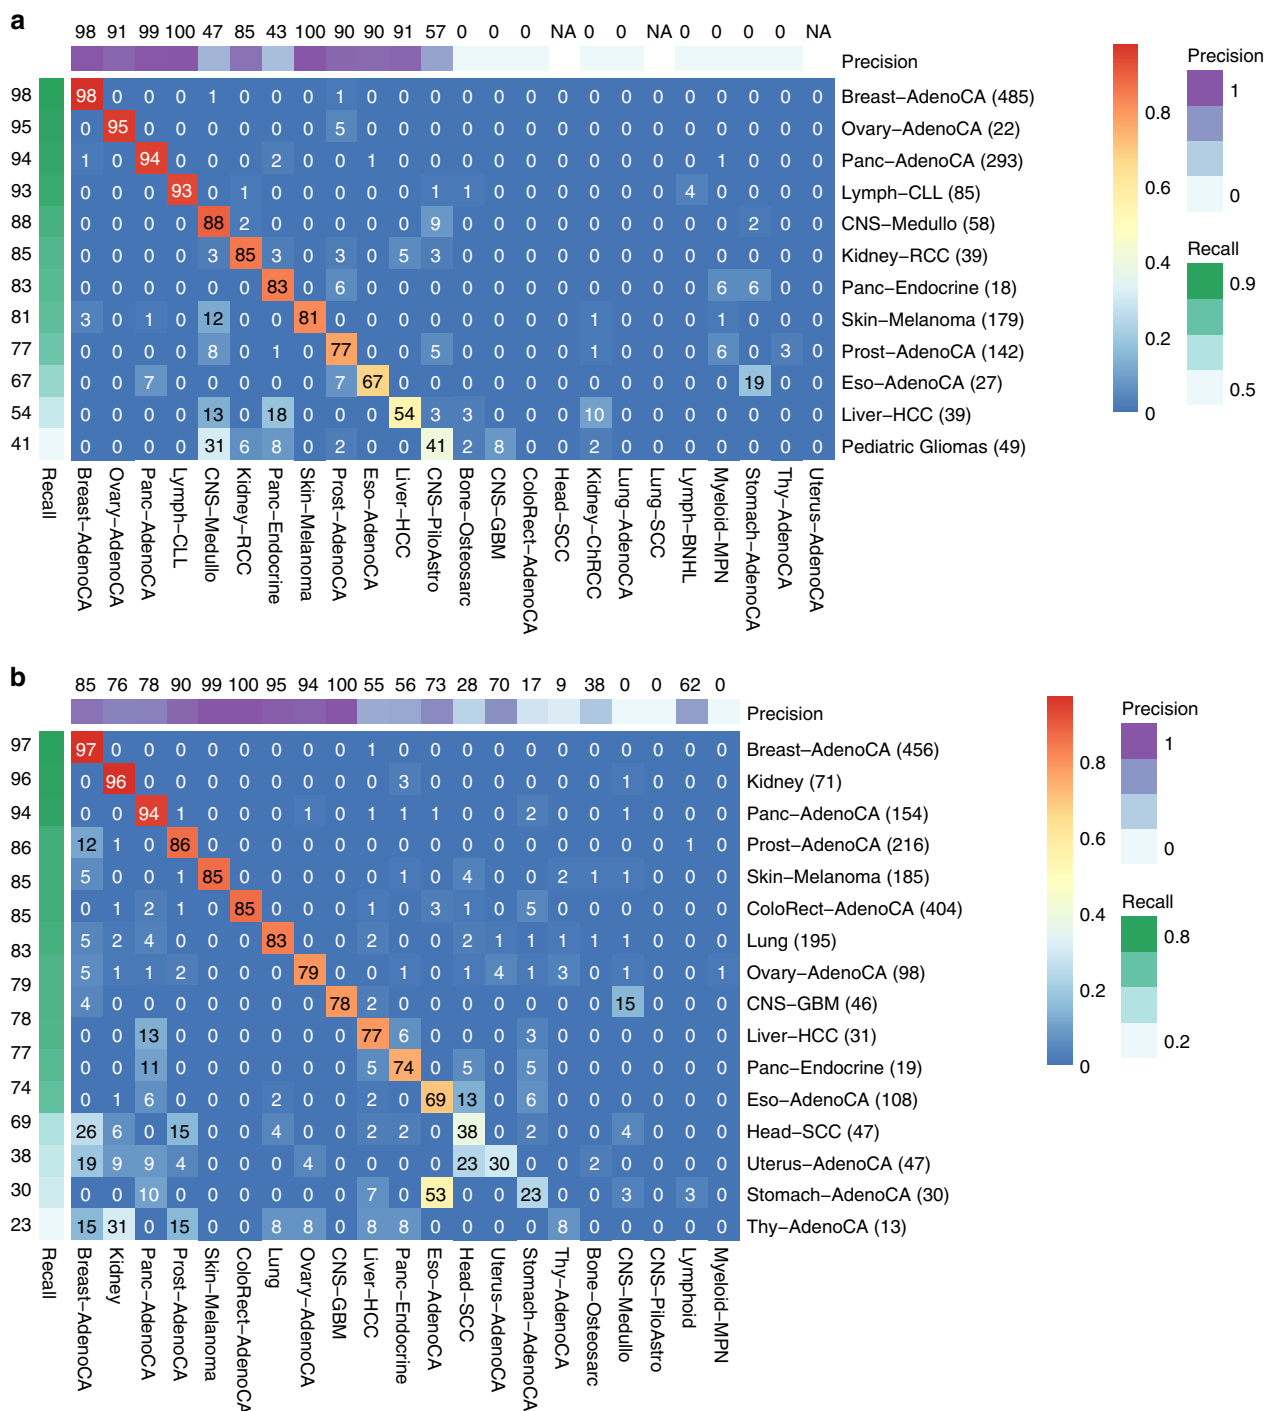 a
98 91 99 100 47 85 43 100 90 90 91 57 0 0 0 NA 0 0 NA 0 0 0 NA
Precision
98 98 0 0 0 1 0 0 0 1 0 0 0 0 0 0 0 0 0 0 0 0 0 0 0 Breast–AdenoCA (485)
95 0 95 0 0 0 0 0 0 5 0 0 0 0 0 0 0 0 0 0 0 0 0 0 0 Ovary–AdenoCA (22)
94 1 0 94 0 0 0 2 0 0 1 0 0 0 0 0 0 0 0 0 0 1 0 0 0 Panc–AdenoCA (293)
93 0 0 0 93 0 1 0 0 0 0 0 1 1 0 0 0 0 0 0 4 0 0 0 0 Lymph–CLL (85)
88 0 0 0 0 88 2 0 0 0 0 0 9 0 0 0 0 0 0 0 0 0 2 0 0 CNS–Medullo (58)
85 0 0 0 0 3 85 3 0 3 0 5 3 0 0 0 0 0 0 0 0 0 0 0 0 Kidney–RCC (39)
83 0 0 0 0 0 0 83 0 6 0 0 0 0 0 0 0 0 0 0 0 6 6 0 0 Panc–Endocrine (18)
81 3 0 1 0 12 0 0 81 0 0 0 0 0 0 0 0 1 0 0 0 1 0 0 0 Skin–Melanoma (179)
77 0 0 0 0 8 0 1 0 77 0 0 5 0 0 0 0 1 0 0 0 6 0 3 0 Prost–AdenoCA (142)
67 0 0 7 0 0 0 0 0 7 67 0 0 0 0 0 0 0 0 0 0 0 19 0 0 Eso–AdenoCA (27)
54 0 0 0 0 13 0 18 0 0 0 54 3 3 0 0 0 10 0 0 0 0 0 0 0 Liver–HCC (39)
41 0 0 0 0 31 6 8 0 2 0 0 41 2 8 0 0 2 0 0 0 0 0 0 0 Pediatric Gliomas (49)
Recall
Breast–AdenoCA
Ovary–AdenoCA
Panc–AdenoCA
Lymph–CLL
CNS–Medullo
Kidney–RCC
Panc–Endocrine
Skin–Melanoma
Prost–AdenoCA
Eso–AdenoCA
Liver–HCC
CNS–PiloAstro
Bone–Osteosarc
CNS–GBM
ColoRect–AdenoCA
Head–SCC
Kidney–ChRCC
Lung–AdenoCA
Lung–SCC
Lymph–BNHL
Myeloid–MPN
Stomach–AdenoCA
Thy–AdenoCA
Uterus–AdenoCA
0.8
0.6
0.4
0.2
0
Precision
1
0
Recall
0.9
0.5
b
85 76 78 90 99 100 95 94 100 55 56 73 28 70 17 9 38 0 0 62 0
Precision
97 97 0 0 0 0 0 0 0 0 1 0 0 0 0 0 0 0 0 0 0 0 Breast–AdenoCA (456)
96 0 96 0 0 0 0 0 0 0 0 3 0 0 0 0 0 0 1 0 0 0 Kidney (71)
94 0 0 94 1 0 0 0 1 0 1 1 1 0 0 2 0 0 1 0 0 0 Panc–AdenoCA (154)
86 12 1 0 86 0 0 0 0 0 0 0 0 0 0 0 0 0 0 0 1 0 Prost–AdenoCA (216)
85 5 0 0 1 85 0 0 0 0 0 1 0 4 0 0 2 1 1 0 0 0 Skin–Melanoma (185)
85 0 1 2 1 0 85 0 0 0 1 0 3 1 0 5 0 0 0 0 0 0 ColoRect–AdenoCA (404)
83 5 2 4 0 0 0 83 0 0 2 0 0 2 1 1 1 1 1 0 0 0 Lung (195)
79 5 1 1 2 0 0 0 79 0 0 1 0 1 4 1 3 0 1 0 0 1 Ovary–AdenoCA (98)
78 4 0 0 0 0 0 0 0 78 2 0 0 0 0 0 0 0 15 0 0 0 CNS–GBM (46)
77 0 0 13 0 0 0 0 0 0 77 6 0 0 0 3 0 0 0 0 0 0 Liver–HCC (31)
74 0 0 11 0 0 0 0 0 0 5 74 0 5 0 5 0 0 0 0 0 0 Panc–Endocrine (19)
69 0 1 6 0 0 0 2 0 0 2 0 69 13 0 6 0 0 0 0 0 0 Eso–AdenoCA (108)
38 26 6 0 15 0 0 4 0 0 2 2 0 38 0 2 0 0 4 0 0 0 Head–SCC (47)
30 19 9 9 4 0 0 0 4 0 0 0 0 23 30 0 0 2 0 0 0 0 Uterus–AdenoCA (47)
23 0 0 10 0 0 0 0 0 0 7 0 53 0 0 23 0 0 3 0 3 0 Stomach–AdenoCA (30)
15 31 0 15 0 0 8 8 0 8 8 0 0 0 0 8 0 0 0 0 0 Thy–AdenoCA (13)
Recall
Breast–AdenoCA
Kidney
Panc–AdenoCA
Prost–AdenoCA
Skin–Melanoma
ColoRect–AdenoCA
Lung
Ovary–AdenoCA
CNS–GBM
Liver–HCC
Panc–Endocrine
Eso–AdenoCA
Head–SCC
Uterus–AdenoCA
Stomach–AdenoCA
Thy–AdenoCA
Bone–Osteosarc
CNS–Medullo
CNS–PiloAstro
Lymphoid
Myeloid–MPN
0.8
0.6
0.4
0.2
0
Precision
1
0
Recall
0.8
0.2